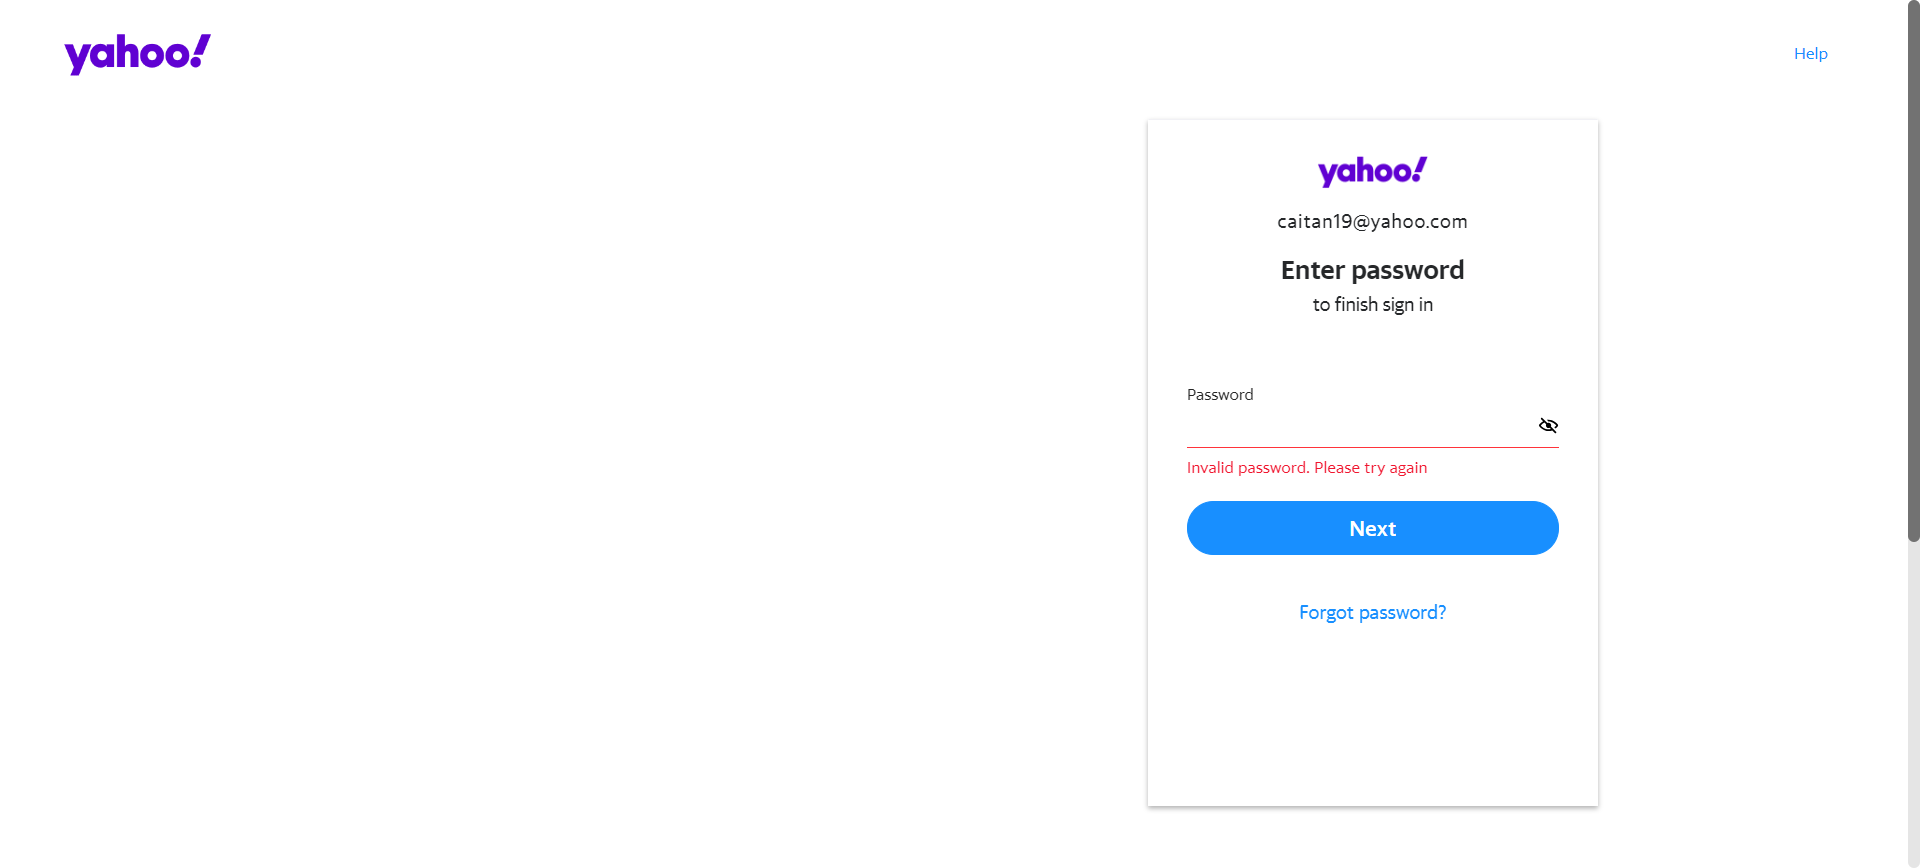 yahoo!
Help
yahoo!
caitan19@yahoo.com
Enter password
to finish sign in
Password
Invalid password. Please try again
Next
Forgot password?